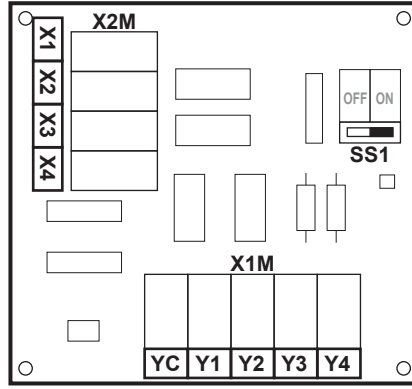 X2M
X1
X2
X3
X4
OFF ON
SS1
X1M
YC Y1 Y2 Y3 Y4